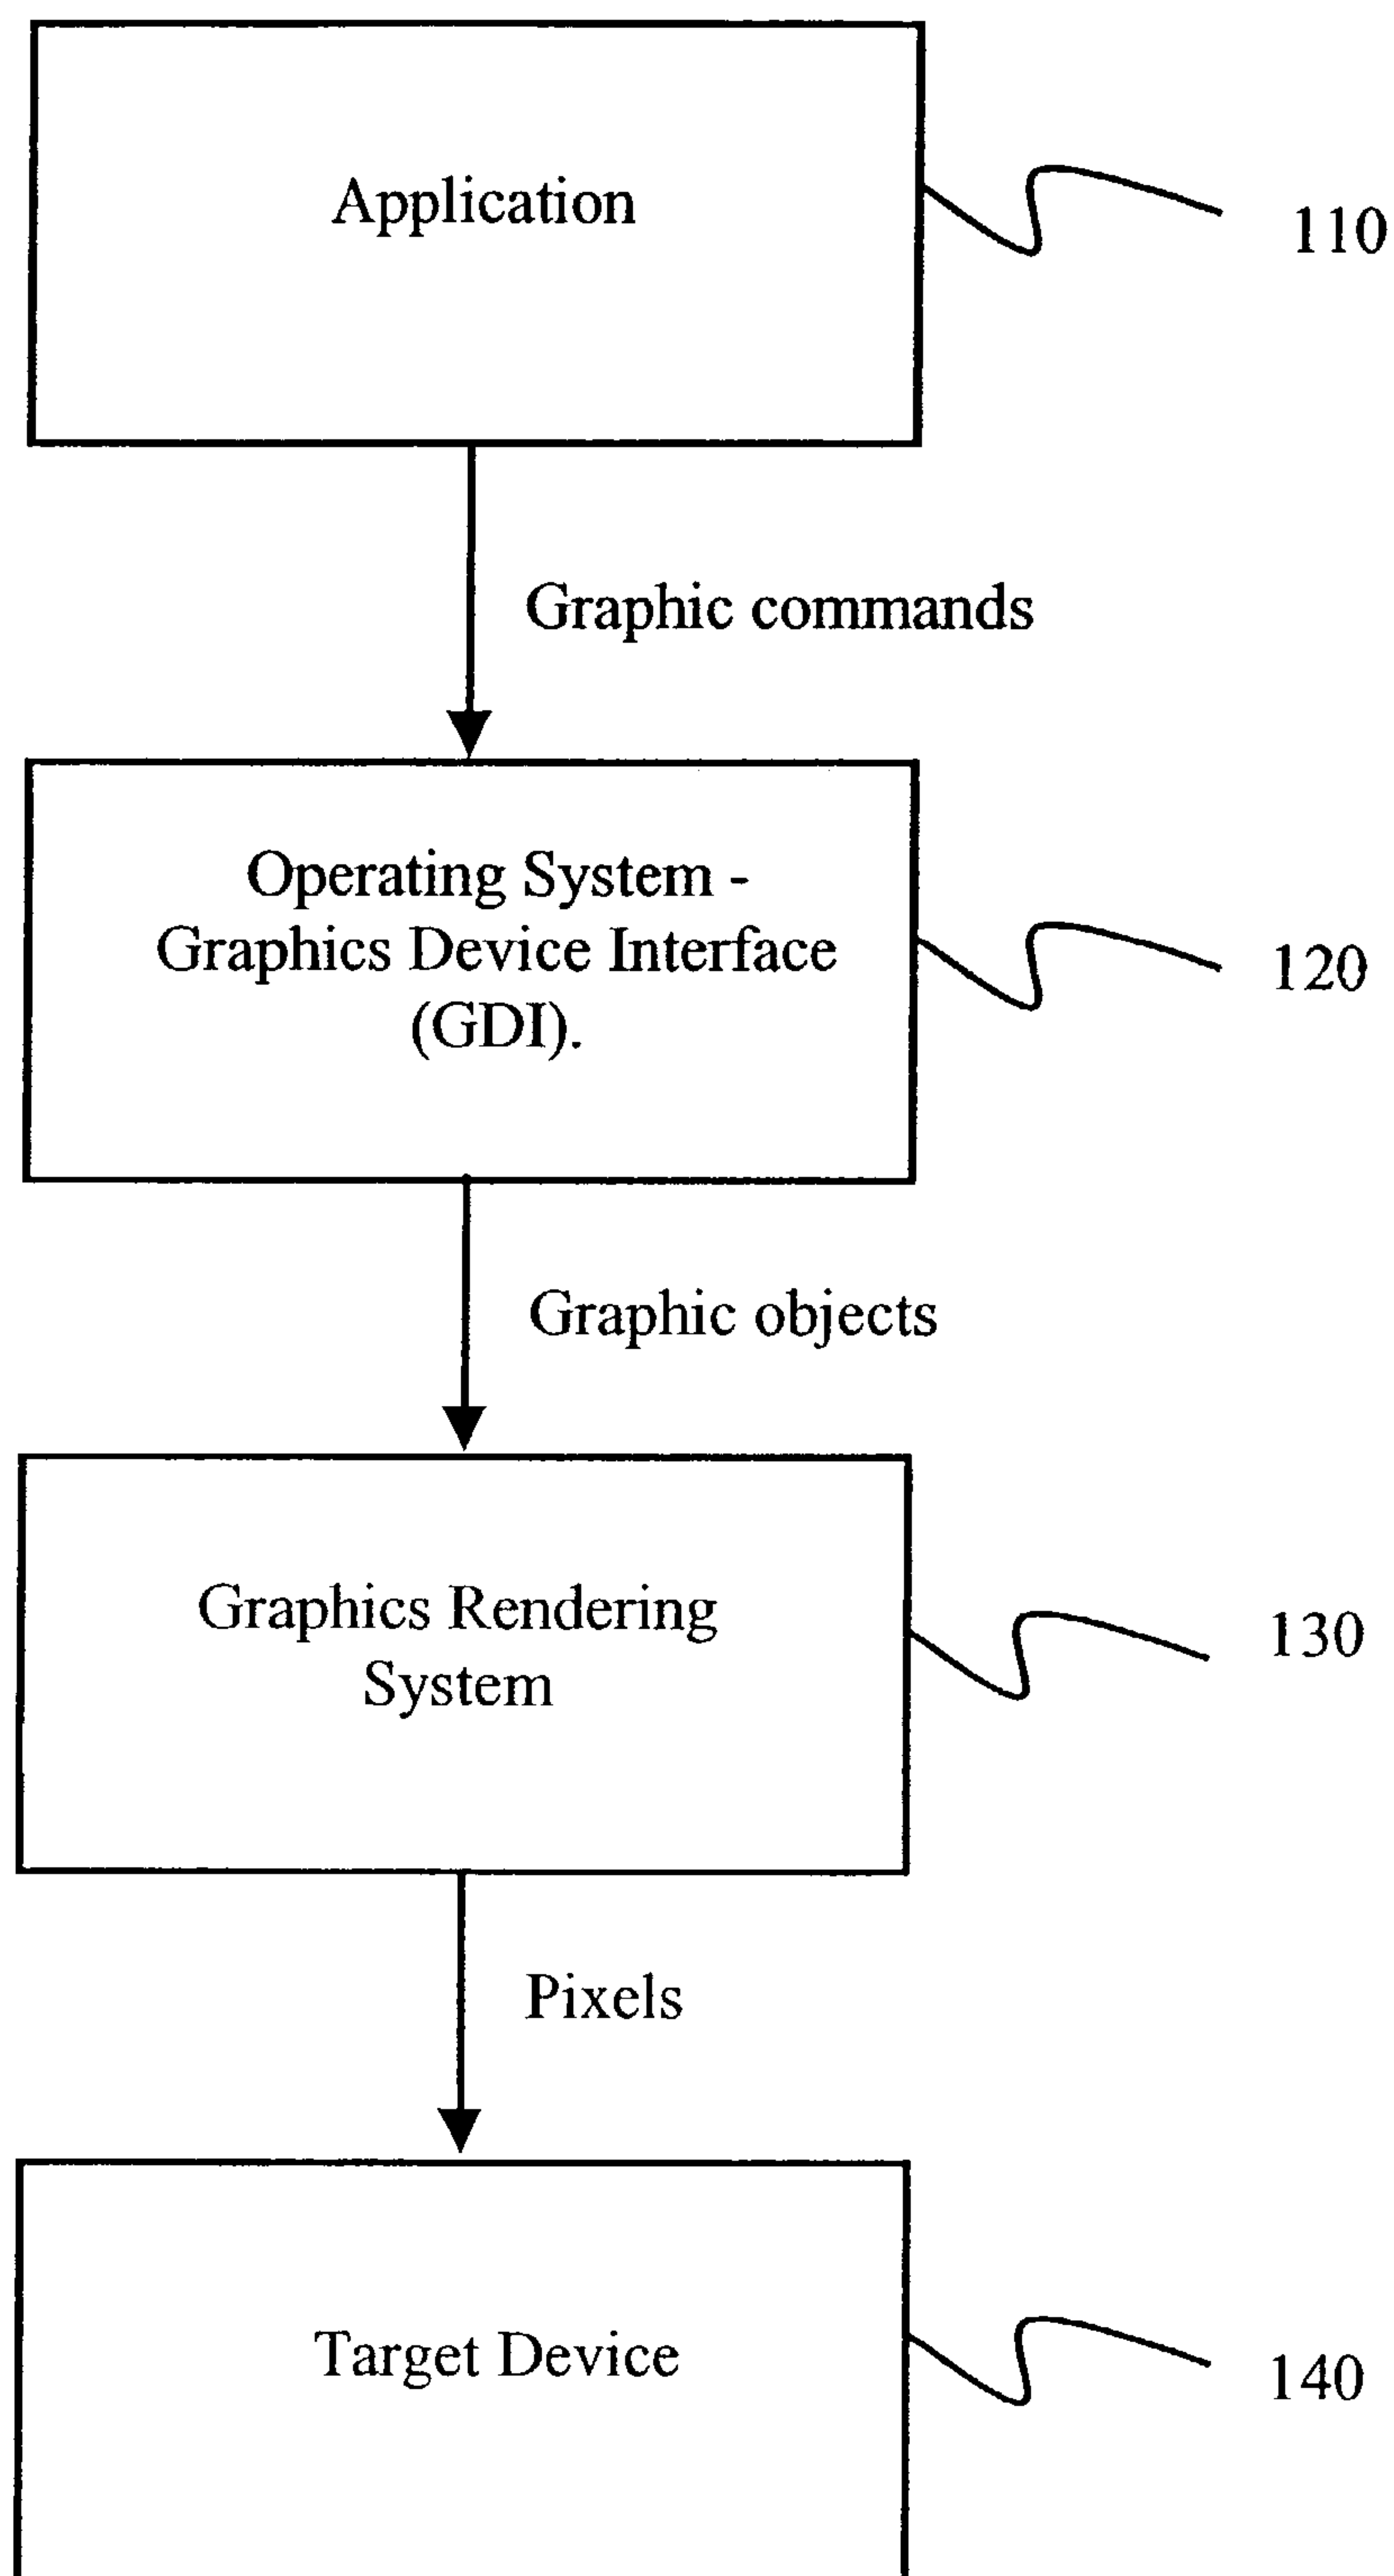 Application
110
Graphic commands
Operating System -
Graphics Device Interface
(GDI).
120
Graphic objects
Graphics Rendering
System
130
Pixels
Target Device
140